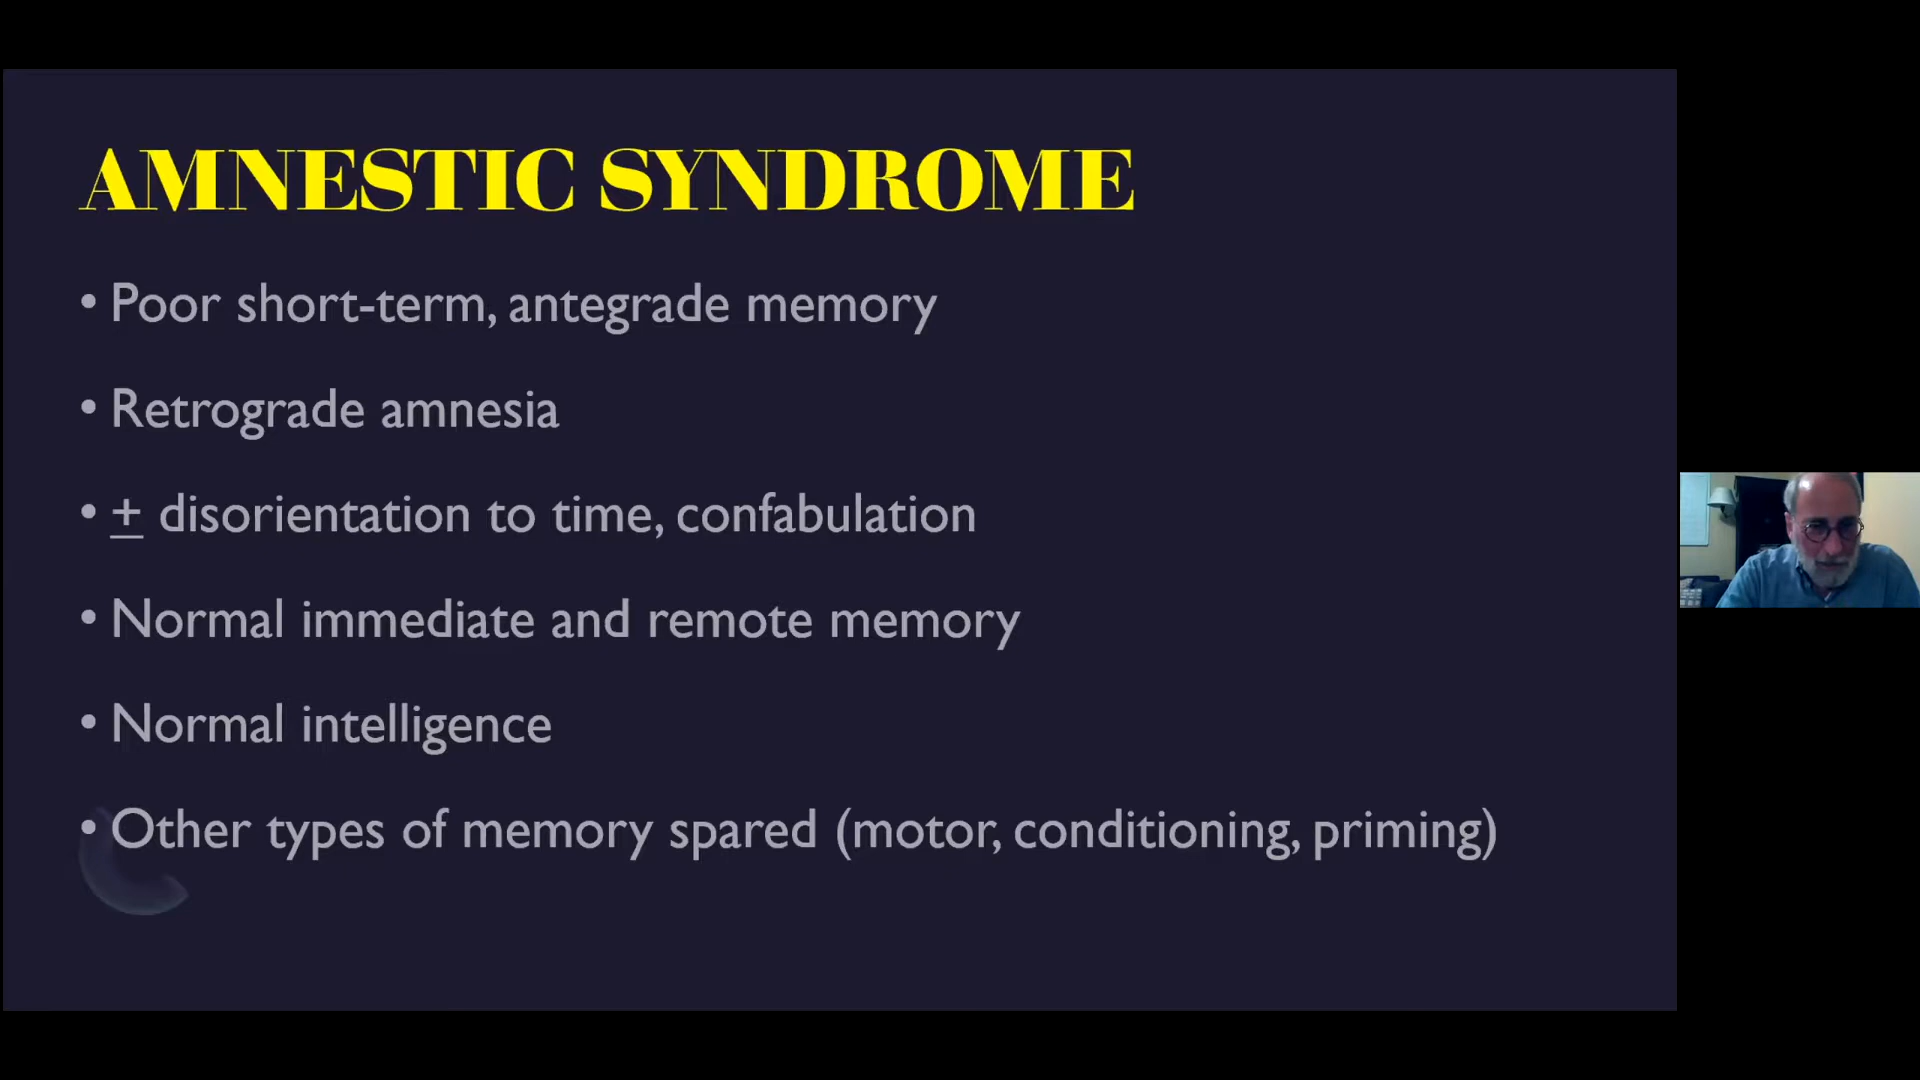 AMNESTIC SYNDROME
• Poor short-term, antegrade memory
• Retrograde amnesia
• ± disorientation to time, confabulation
• Normal immediate and remote memory
• Normal intelligence
• Other types of memory spared (motor, conditioning, priming)